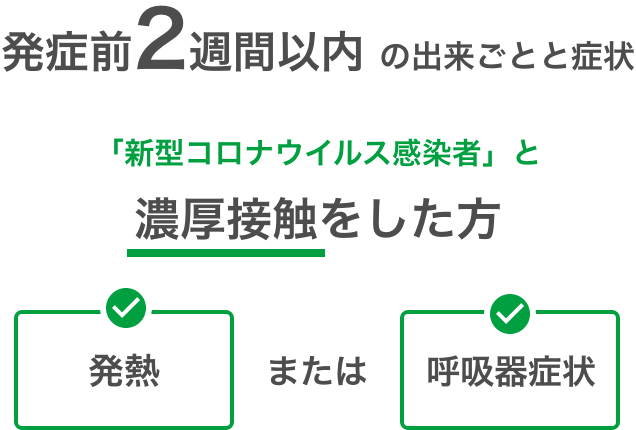 発症前2週間以内 の出来ごとと症状
「新型コロナウイルス感染者」と
濃厚接触をした方
発熱 または 呼吸器症状